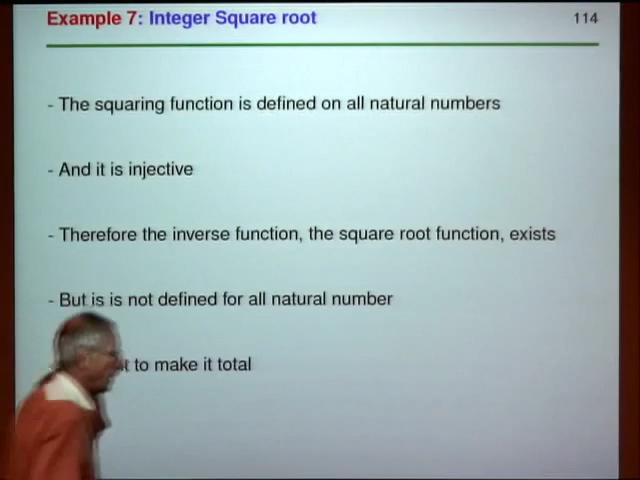 Example 7: Integer Square root
114
- The squaring function is defined on all natural numbers
- And it is injective
- Therefore the inverse function, the square root function, exists
- But is is not defined for all natural number
to make it total